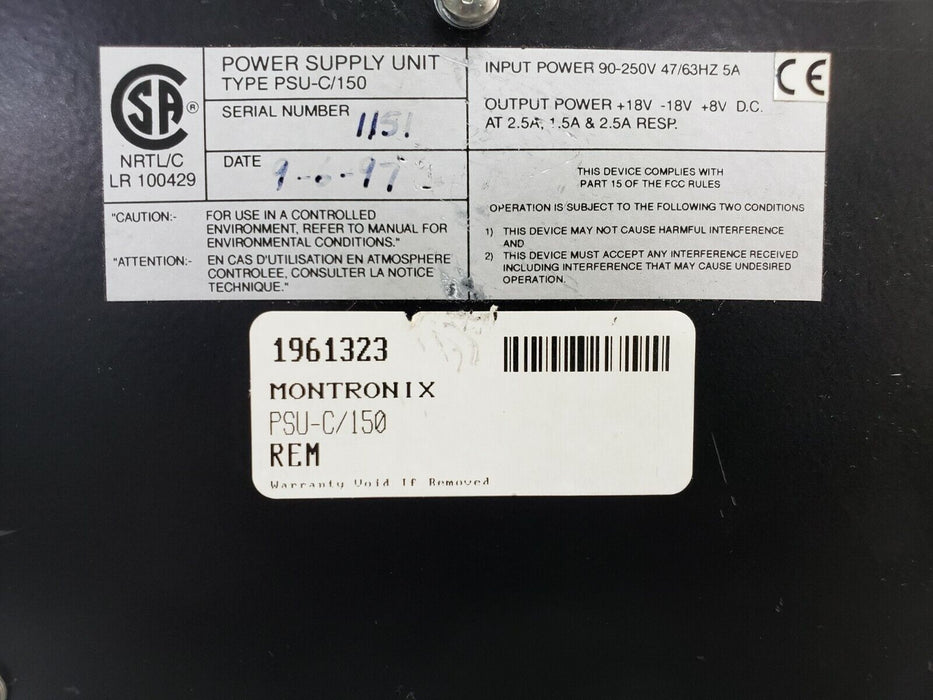 CSA ®
NRTL/C
LR 100429
POWER SUPPLY UNIT
TYPE PSU-C/150
SERIAL NUMBER 1151
DATE 9-6-97
INPUT POWER 90-250V 47/63HZ 5A
CE
OUTPUT POWER +18V -18V +8V D.C.
AT 2.5A, 1.5A & 2.5A RESP.
"CAUTION:- FOR USE IN A CONTROLLED
ENVIRONMENT, REFER TO MANUAL FOR
ENVIRONMENTAL CONDITIONS."
"ATTENTION:- EN CAS D'UTILISATION EN ATMOSPHERE
CONTROLEE, CONSULTER LA NOTICE
TECHNIQUE."
THIS DEVICE COMPLIES WITH
PART 15 OF THE FCC RULES
OPERATION IS SUBJECT TO THE FOLLOWING TWO CONDITIONS
1) THIS DEVICE MAY NOT CAUSE HARMFUL INTERFERENCE
AND
2) THIS DEVICE MUST ACCEPT ANY INTERFERENCE RECEIVED
INCLUDING INTERFERENCE THAT MAY CAUSE UNDESIRED
OPERATION.
1961323
MONTRONIX
PSU-C/150
REM
Warranty Void If Removed